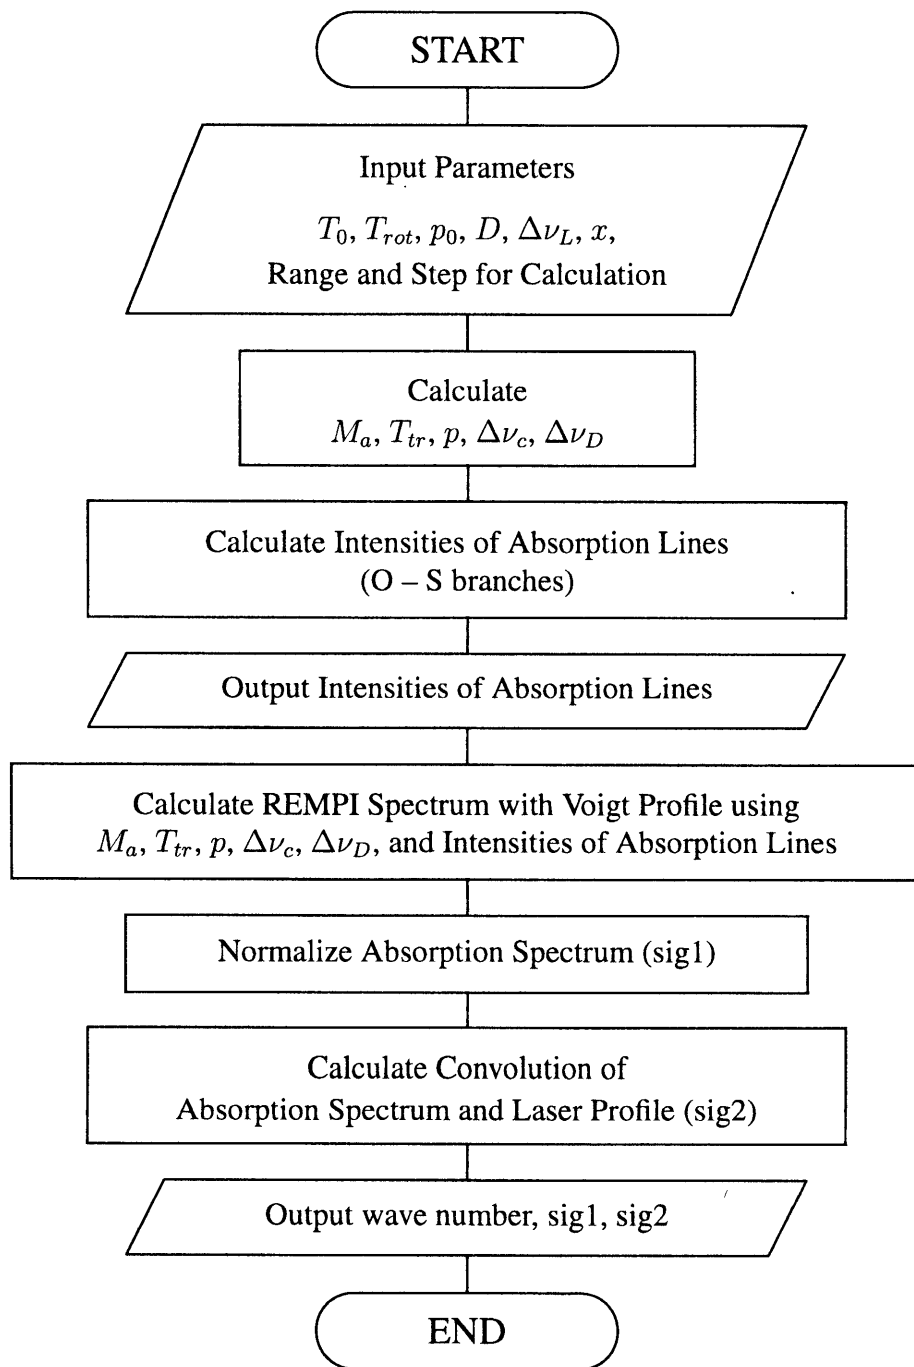 START
Input Parameters
T₀, T_rot, p₀, D, Δν_L, x,
Range and Step for Calculation
Calculate
M_a, T_tr, p, Δν_c, Δν_D
Calculate Intensities of Absorption Lines
(O – S branches)
Output Intensities of Absorption Lines
Calculate REMPI Spectrum with Voigt Profile using
M_a, T_tr, p, Δν_c, Δν_D, and Intensities of Absorption Lines
Normalize Absorption Spectrum (sig1)
Calculate Convolution of
Absorption Spectrum and Laser Profile (sig2)
Output wave number, sig1, sig2
END